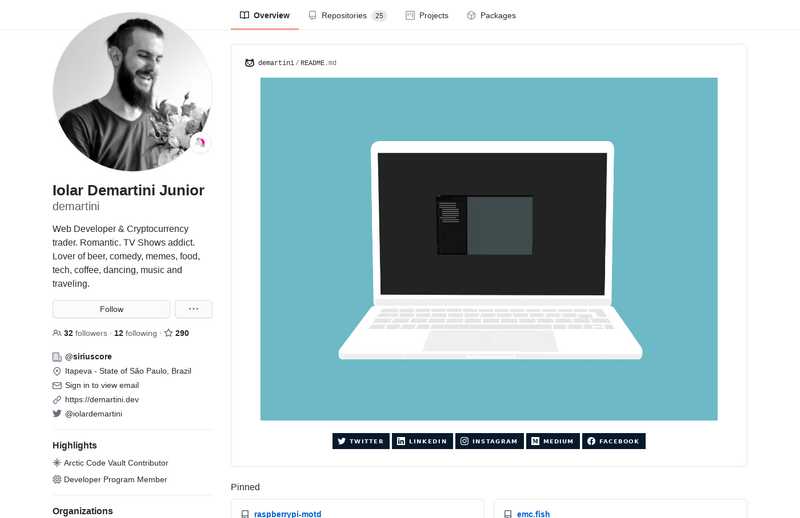 Overview
Repositories 25
Projects
Packages
demartini/README.md
Iolar Demartini Junior
demartini
Web Developer & Cryptocurrency
trader. Romantic. TV Shows addict.
Lover of beer, comedy, memes, food,
tech, coffee, dancing, music and
traveling.
Follow
32 followers · 12 following · 290
@siriuscore
Itapeva - State of São Paulo, Brazil
Sign in to view email
https://demartini.dev
@iolardemartini
Highlights
Arctic Code Vault Contributor
Developer Program Member
Organizations
TWITTER
LINKEDIN
INSTAGRAM
MEDIUM
FACEBOOK
Pinned
raspberrypi-motd
emc.fish